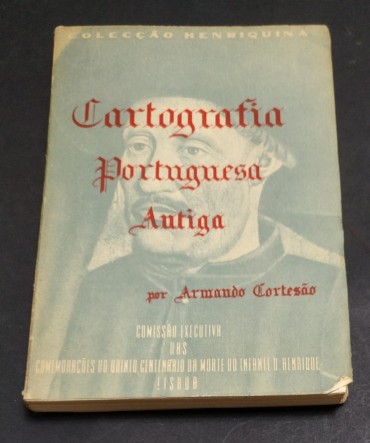 COLECÇÃO HENRIQUINA
Cartografia
Portuguesa
Antiga
por Armando Cortesão
COMISSÃO EXECUTIVA
DAS
COMEMORAÇÕES DO QUINTO CENTENÁRIO DA MORTE DO INFANTE D. HENRIQUE
LISBOA